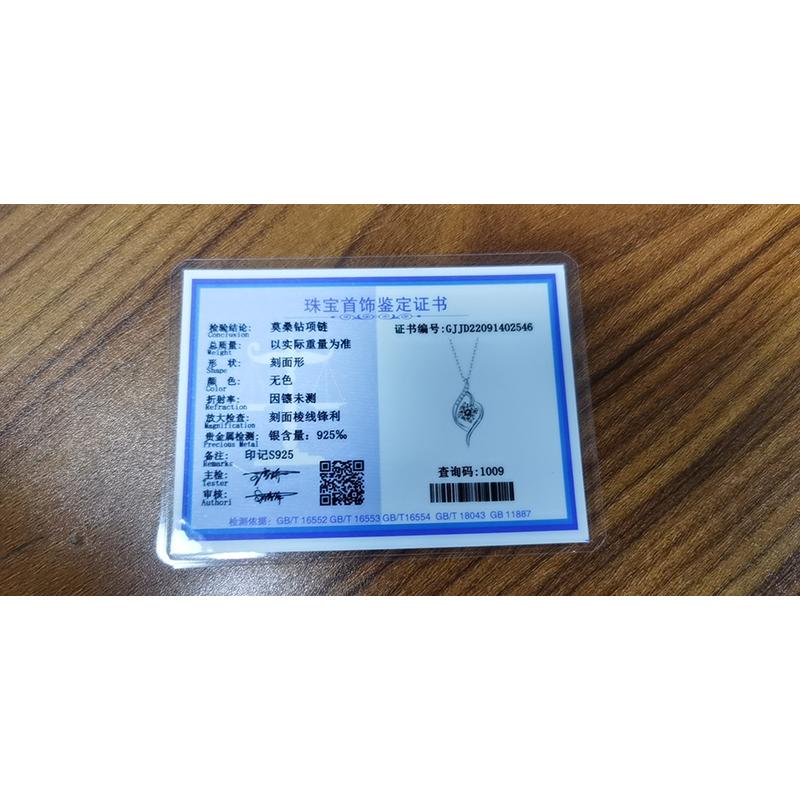 珠宝首饰鉴定证书
检验结论: 莫桑钻项链
Concluxion
总质量: 以实际重量为准
Weight
形 状: 刻面形
Shape
颜 色: 无色
Color
折射率: 因镶未测
Refraction
放大检查: 刻面棱线锋利
Magnification
贵金属检测: 银含量: 925‰
Precious Metal
备注: 印记S925
Remarks
主检:
Tester
审核:
Authori
证书编号:GJJD22091402546
查询码:1009
检测依据: GB/T 16552 GB/T 16553 GB/T16554 GB/T 18043 GB 11887